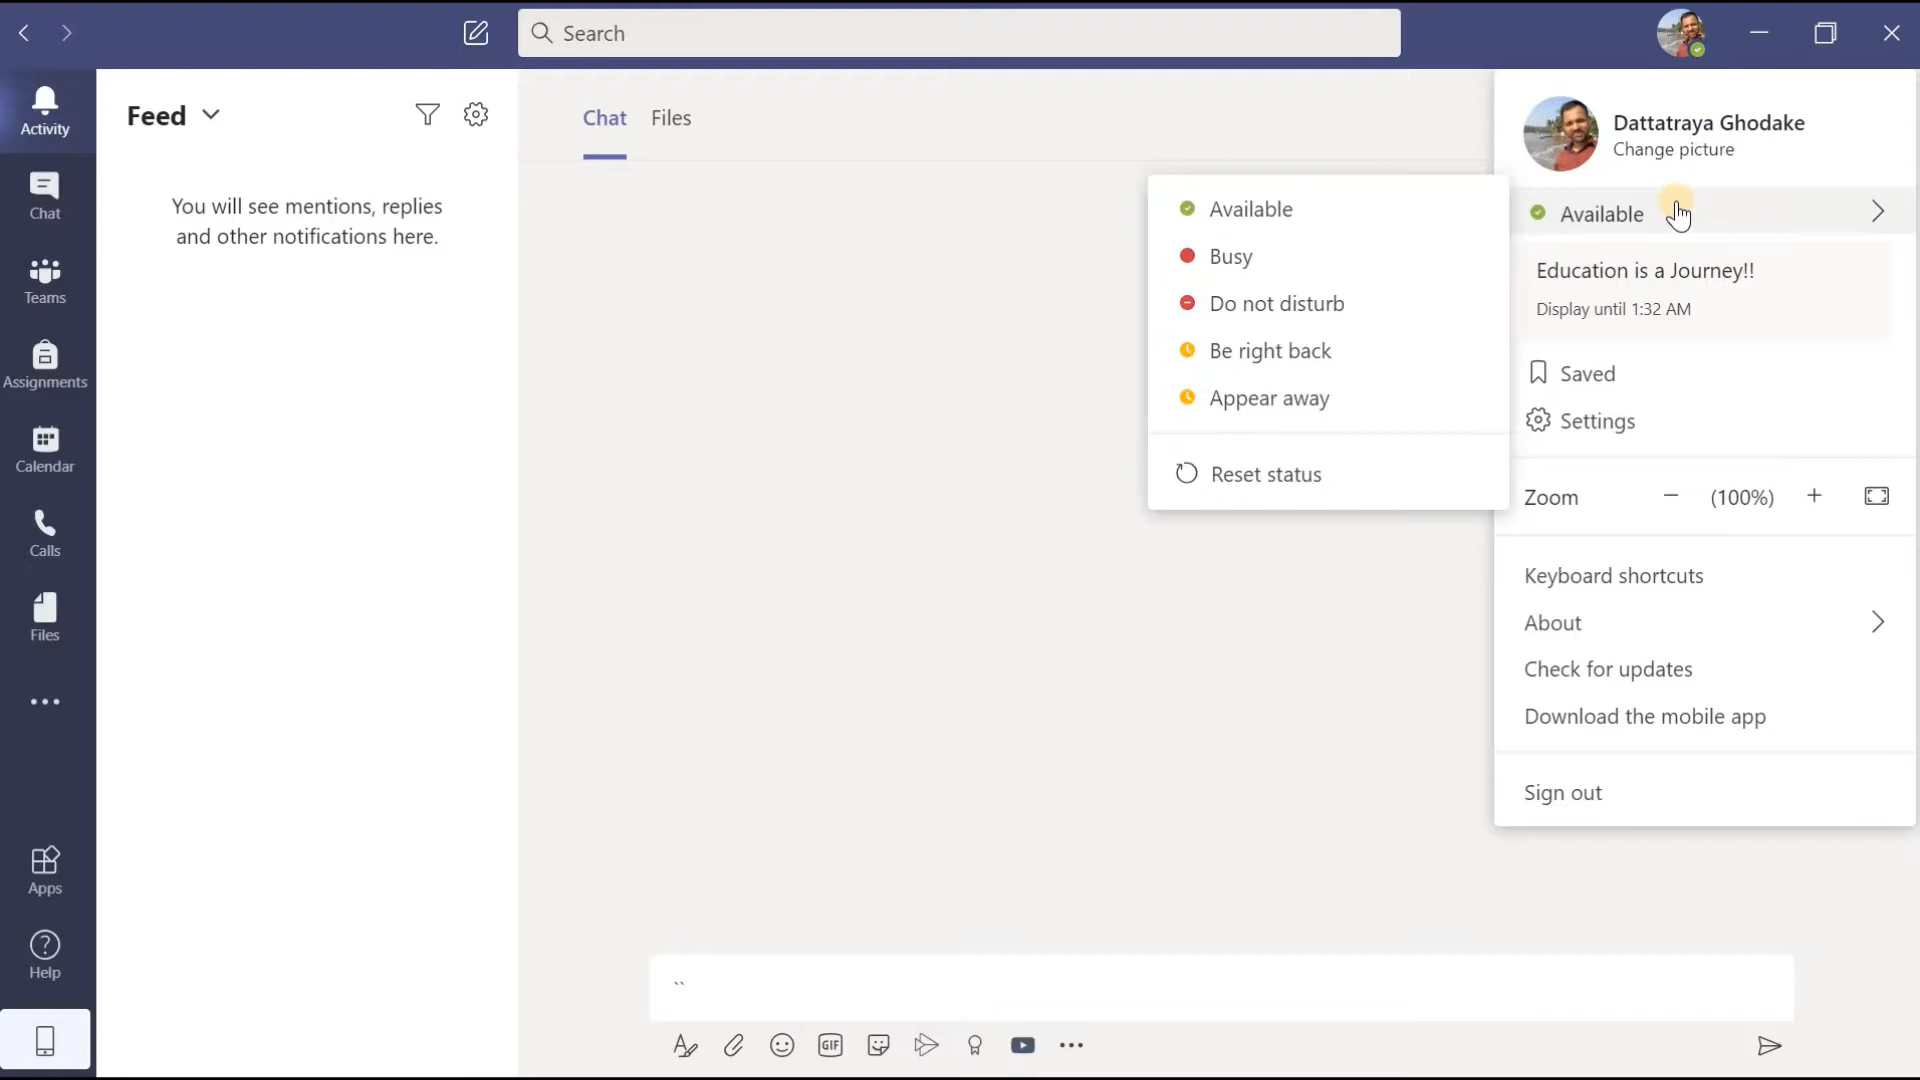 Search
Activity
Chat
Teams
Assignments
Calendar
Calls
Files
Apps
Help
Feed
You will see mentions, replies
and other notifications here.
Chat Files
Available
Busy
Do not disturb
Be right back
Appear away
Reset status
Dattatraya Ghodake
Change picture
Available
Education is a Journey!!
Display until 1:32 AM
Saved
Settings
Zoom (100%)
Keyboard shortcuts
About
Check for updates
Download the mobile app
Sign out
``
GIF